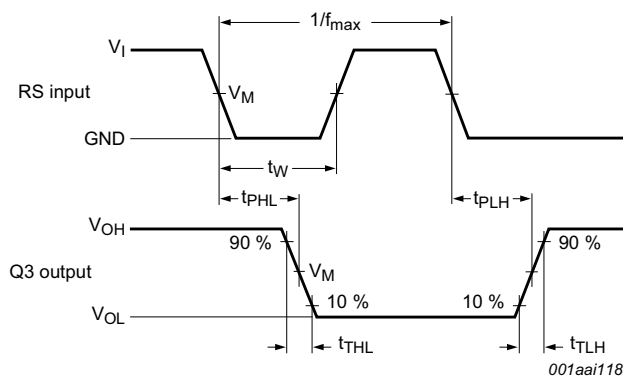 1/fmax
VI
RS input
VM
GND
tW
tPHL
tPLH
VOH
90 %
90 %
Q3 output
VM
10 %
10 %
VOL
tTHL
tTLH
001aai118